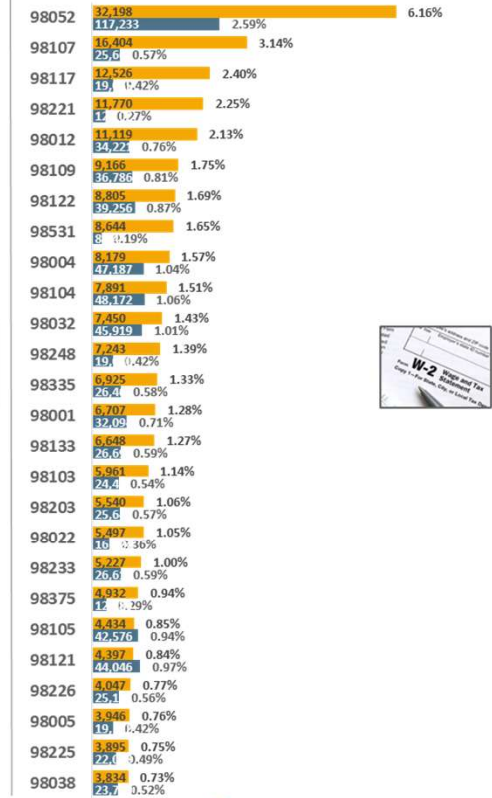 98052 32,198 6.16%
117,233 2.59%
98107 16,404 3.14%
0.57%
98117 12,526 2.40%
98221 11,770 2.25%
0.27%
98012 11,119 2.13%
0.76%
98109 9,166 1.75%
36,786 0.81%
98122 8,805 1.69%
39,256 0.87%
98531 8,644 1.65%
98004 8,179 1.57%
47,187 1.04%
98104 7,891 1.51%
48,172 1.06%
98032 7,450 1.43%
45,919 1.01%
98248 7,243 1.39%
98335 6,925 1.33%
0.58%
98001 6,707 1.28%
0.71%
98133 6,648 1.27%
0.59%
98103 5,961 1.14%
0.54%
98203 5,540 1.06%
0.57%
98022 5,497 1.05%
98233 5,227 1.00%
0.59%
98375 4,932 0.94%
98105 4,434 0.85%
42,576 0.94%
98121 4,397 0.84%
44,046 0.97%
98226 4,047 0.77%
0.56%
98005 3,946 0.76%
98225 3,895 0.75%
98038 3,834 0.73%
0.52%
Form W-2 Wage and Tax
Statement
Copy 1—For State, City, or Local Tax